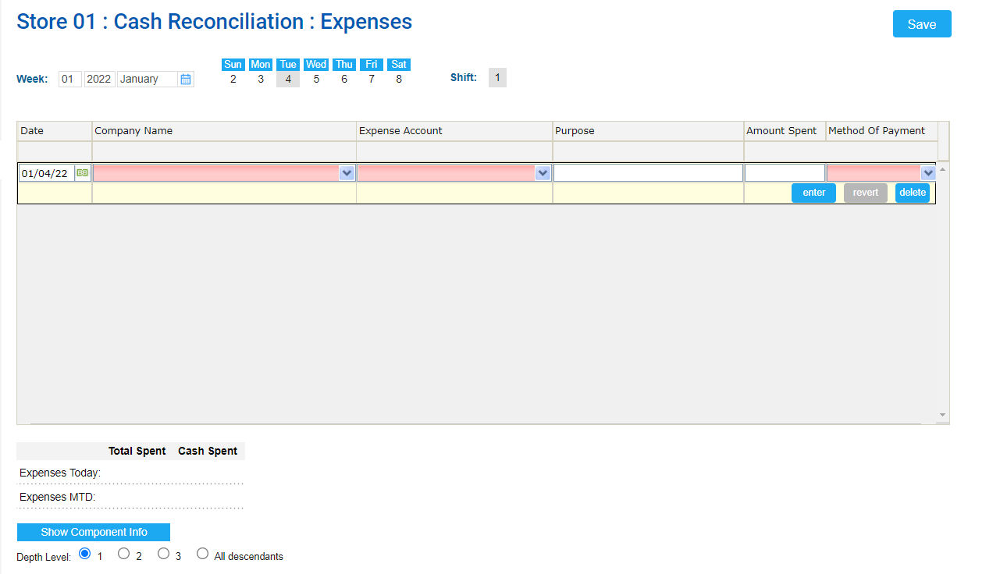 Store 01 : Cash Reconciliation : Expenses
Save
Sun Mon Tue Wed Thu Fri Sat
Week: 01 2022 January 2 3 4 5 6 7 8 Shift: 1
Date Company Name Expense Account Purpose Amount Spent Method Of Payment
01/04/22
enter revert delete
Total Spent Cash Spent
Expenses Today:
Expenses MTD:
Show Component Info
Depth Level: 1 2 3 All descendants